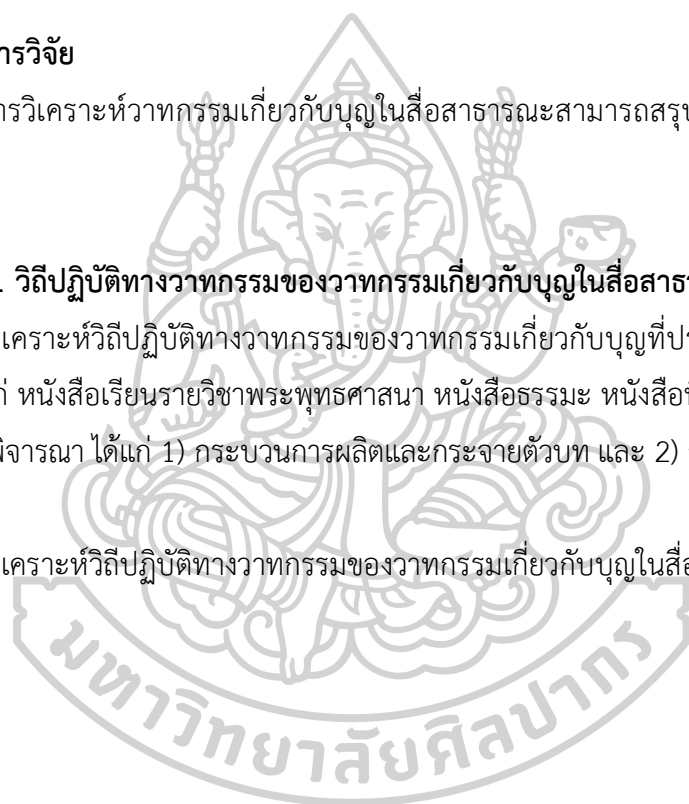 ารวิจัย
ารวิเคราะห์วาทกรรมเกี่ยวกับบุญในสื่อสาธารณะสามารถสรุป
. วิถีปฏิบัติทางวาทกรรมของวาทกรรมเกี่ยวกับบุญในสื่อสาธา
เคราะห์วิถีปฏิบัติทางวาทกรรมของวาทกรรมเกี่ยวกับบุญที่ปร
ก่ หนังสือเรียนรายวิชาพระพุทธศาสนา หนังสือธรรมะ หนังสือ
พิจารณา ได้แก่ 1) กระบวนการผลิตและกระจายตัวบท และ 2)
เคราะห์วิถีปฏิบัติทางวาทกรรมของวาทกรรมเกี่ยวกับบุญในสื่อ
มหาวิทยาลัยศิลปากร